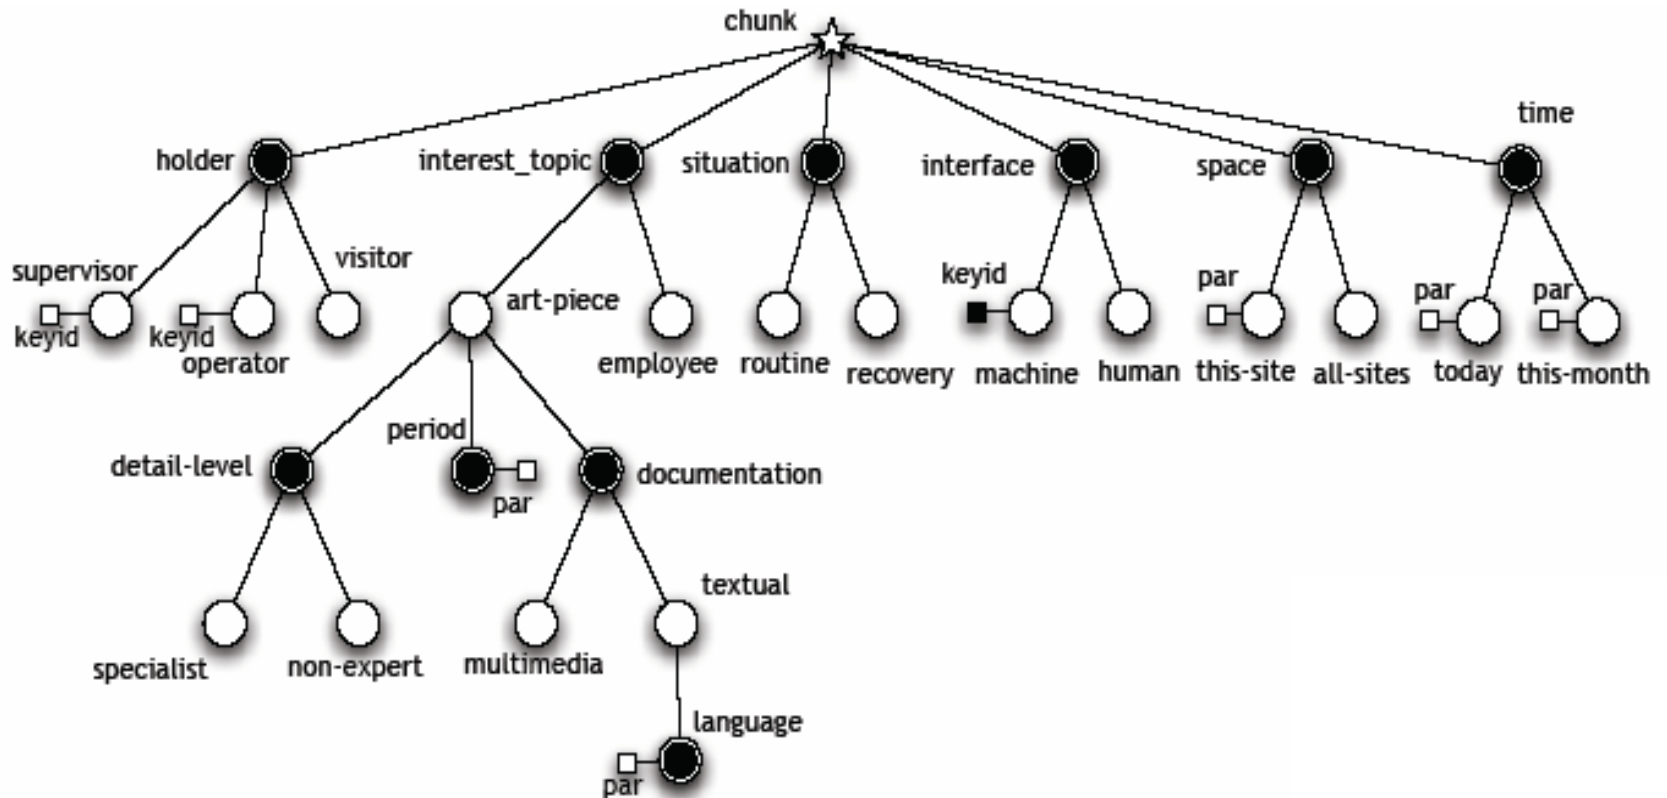 chunk
time
holder
interest_topic
situation
interface
space
supervisor
visitor
keyid
par
par
par
art-piece
keyid
keyid
operator
employee
routine
recovery
machine
human
this-site
all-sites
today
this-month
period
detail-level
documentation
par
textual
specialist
non-expert
multimedia
language
par